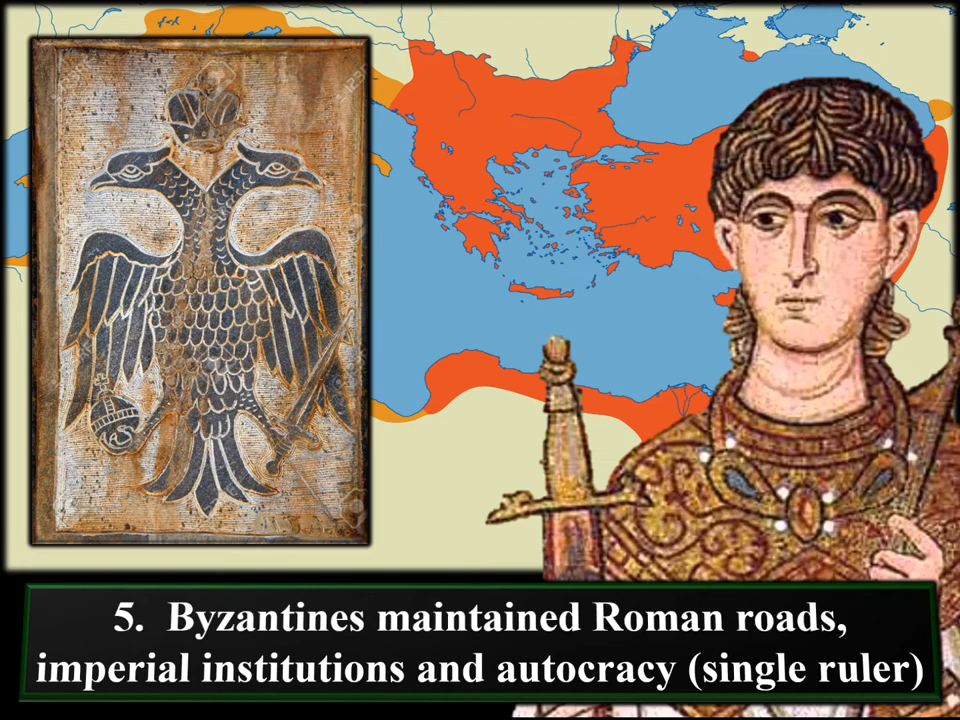 5. Byzantines maintained Roman roads,
imperial institutions and autocracy (single ruler)